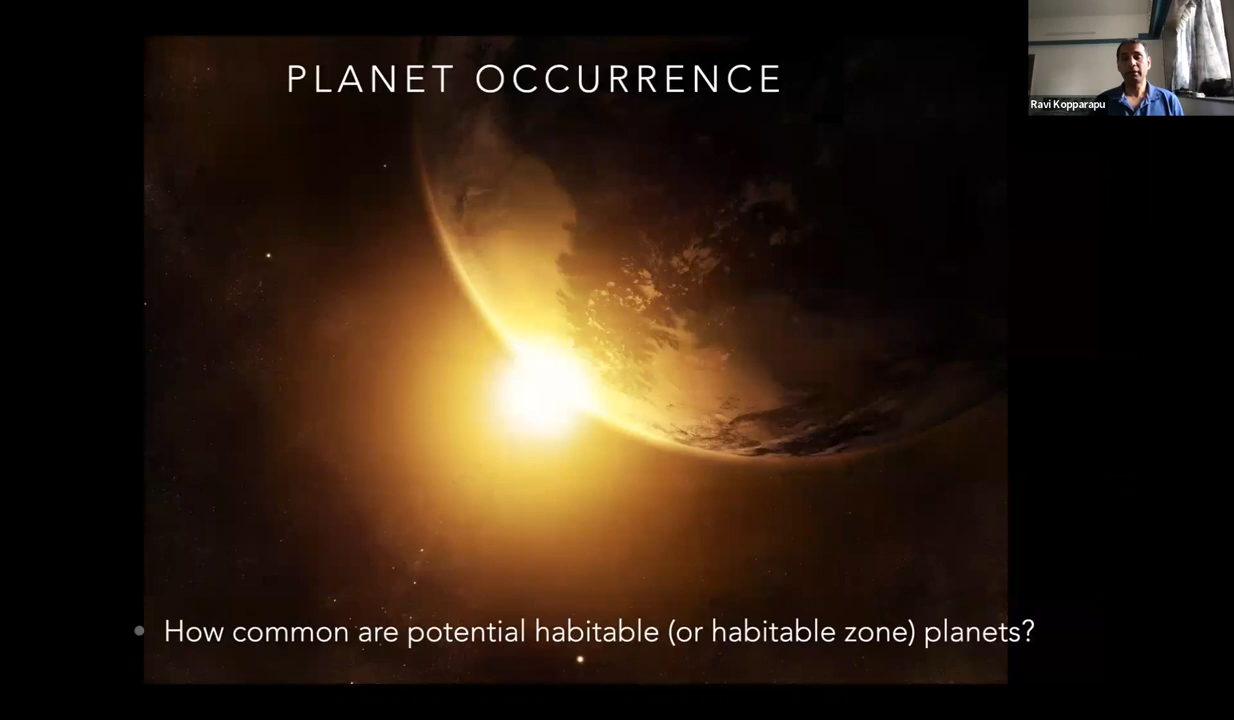 PLANET OCCURRENCE
Ravi Kopparapu
How common are potential habitable (or habitable zone) planets?